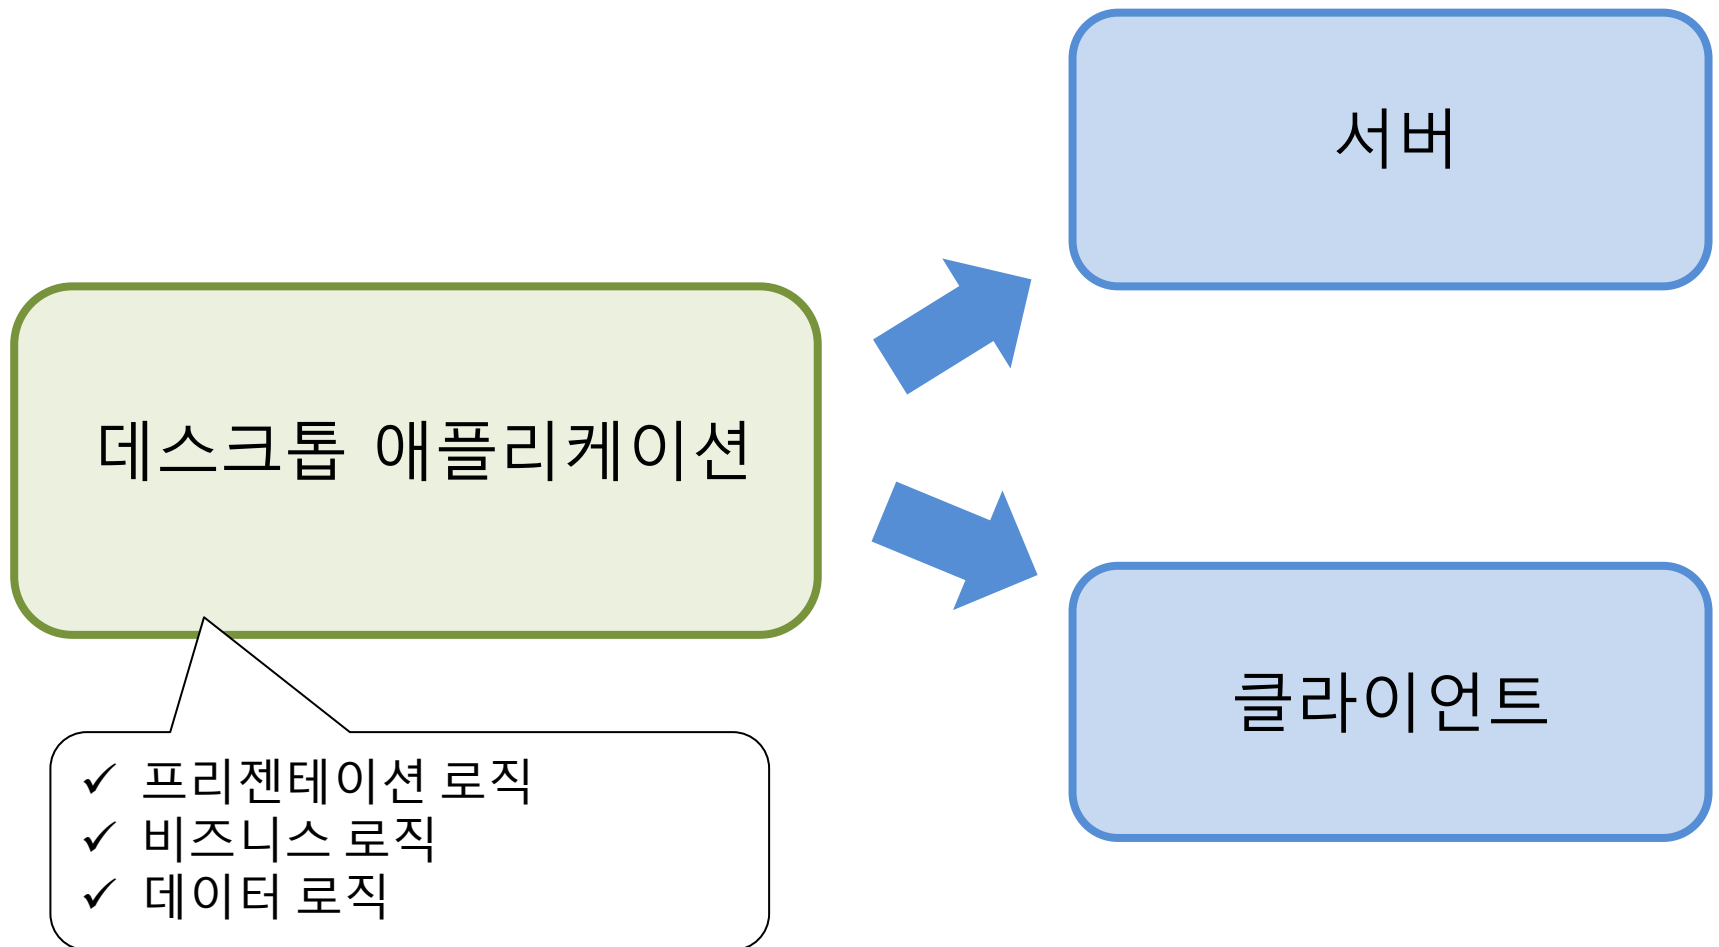 서버
데스크톱 애플리케이션
클라이언트
✓ 프리젠테이션 로직
✓ 비즈니스 로직
✓ 데이터 로직